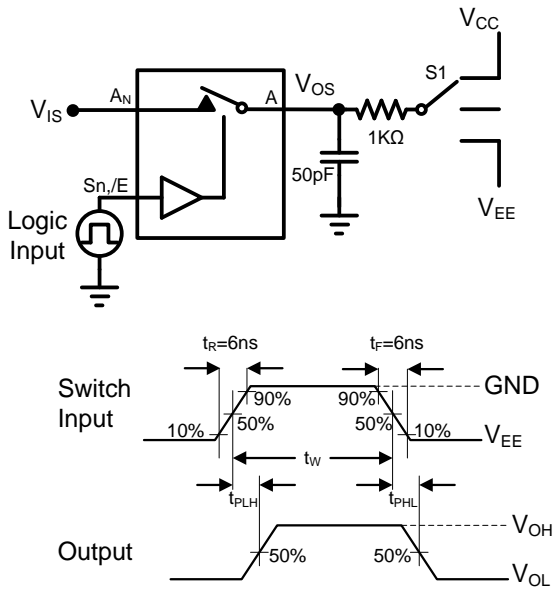 V_CC
S1
A_N
A
V_OS
V_IS
1KΩ
50pF
Sn,/E
V_EE
Logic
Input
t_R=6ns
t_F=6ns
Switch
Input
90%
90%
GND
50%
50%
10%
10%
V_EE
t_W
t_PLH
t_PHL
Output
50%
50%
V_OH
V_OL